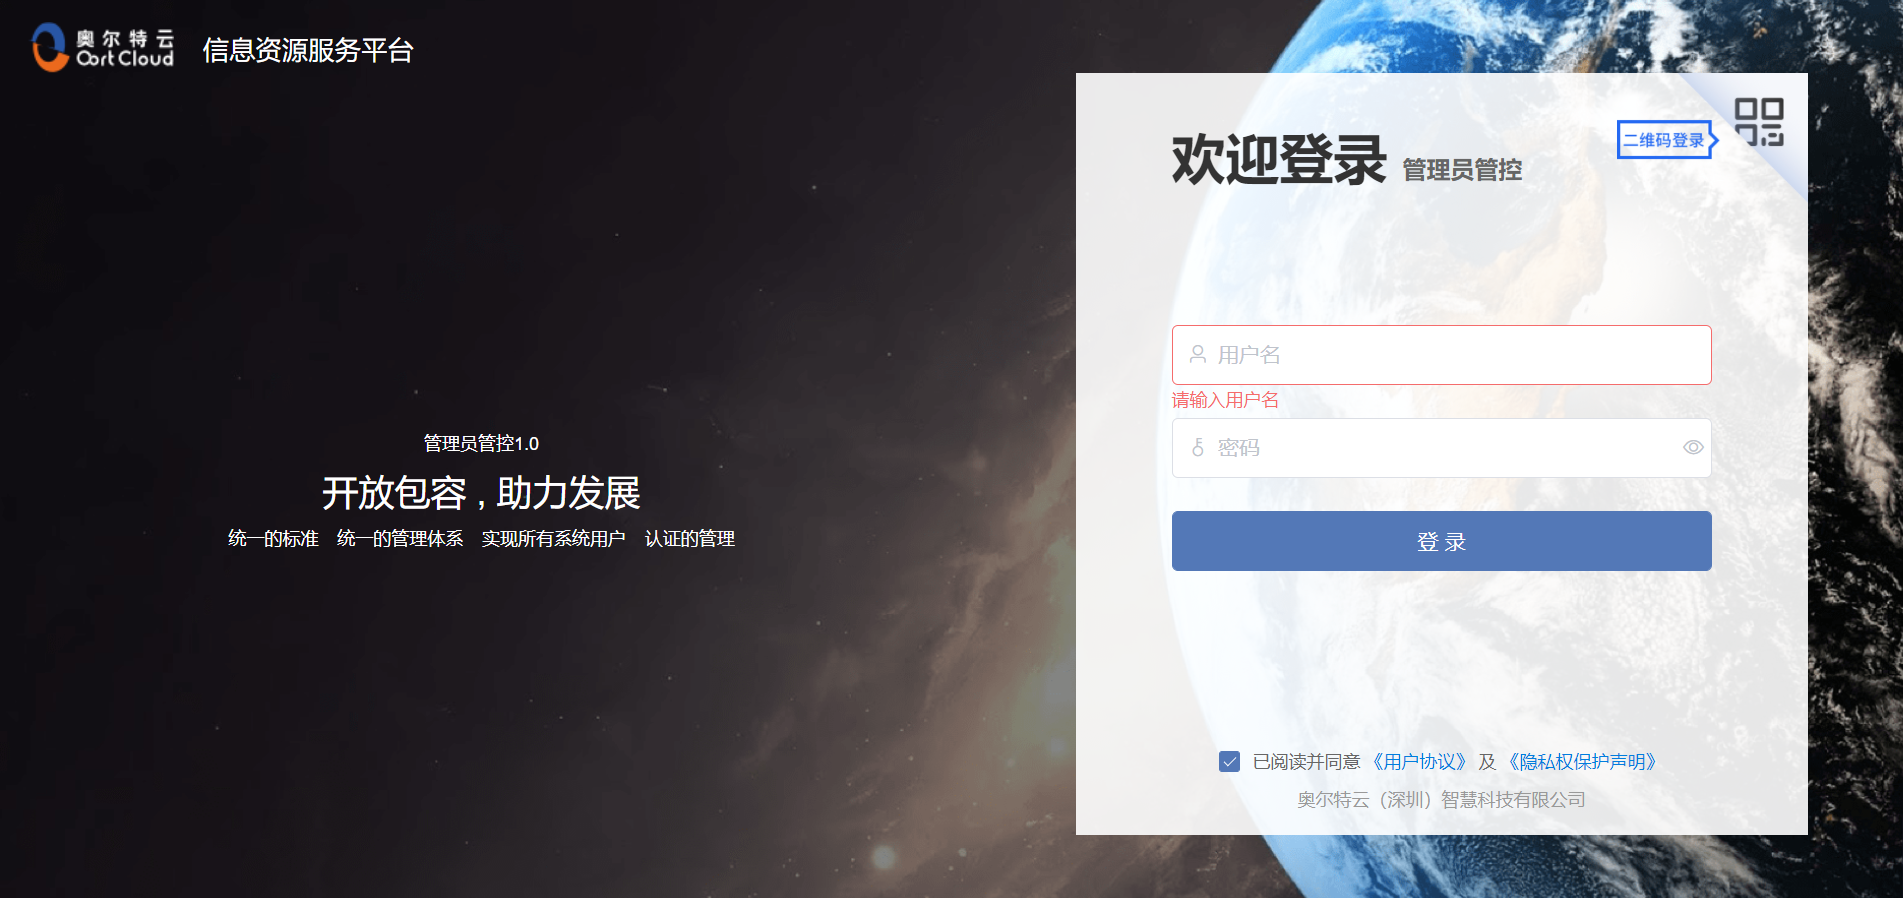 奥尔特云
Oort Cloud
信息资源服务平台
欢迎登录 管理员管控
二维码登录
用户名
请输入用户名
密码
登 录
管理员管控1.0
开放包容 , 助力发展
统一的标准 统一的管理体系 实现所有系统用户 认证的管理
已阅读并同意《用户协议》 及 《隐私权保护声明》
奥尔特云（深圳）智慧科技有限公司